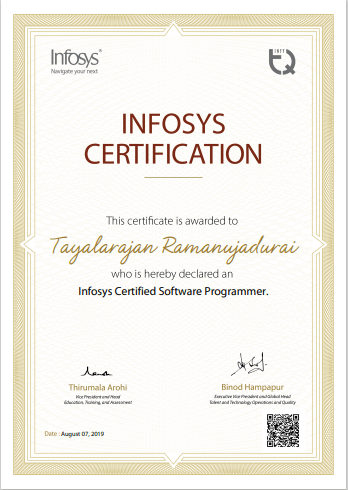 Infosys®
Navigate your next
INFY
TQ
INFOSYS
CERTIFICATION
This certificate is awarded to
Tayalarajan Ramanujadurai
who is hereby declared an
Infosys Certified Software Programmer.
Thirumala Arohi
Vice President and Head
Education, Training, and Assessment
Binod Hampapur
Executive Vice President and Global Head
Talent and Technology Operations and Quality
Date : August 07, 2019